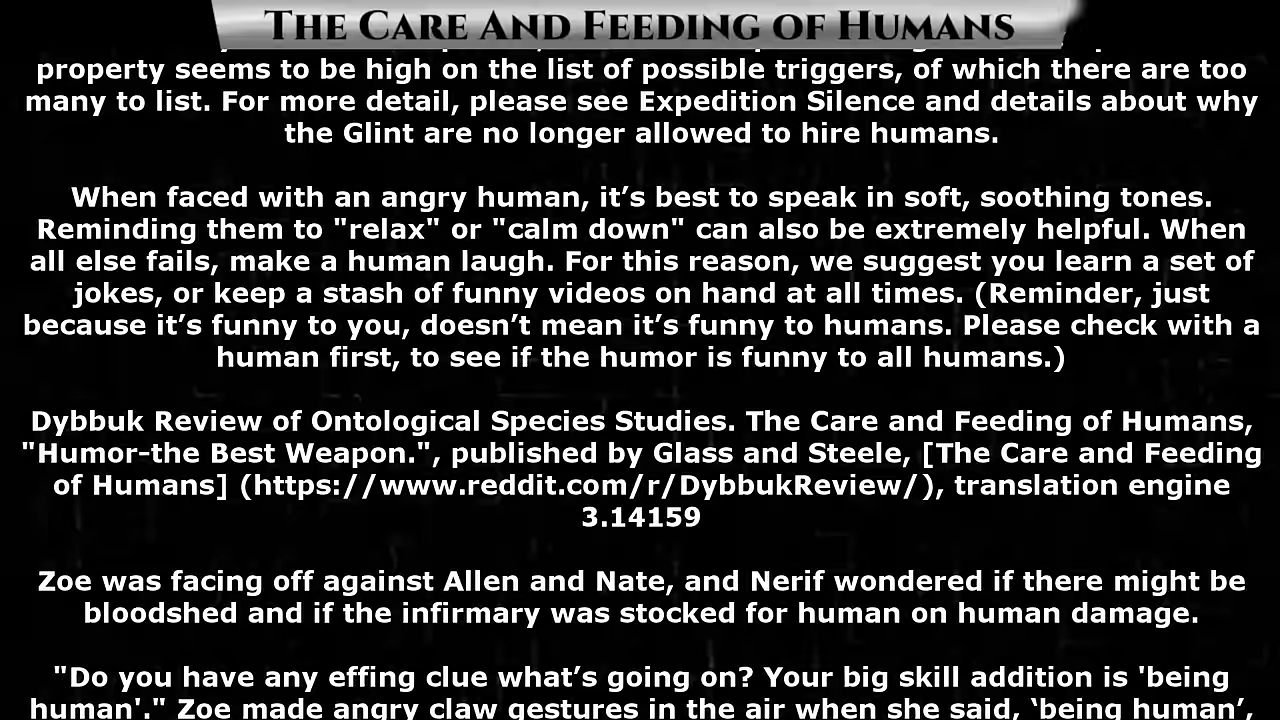 The Care And Feeding of Humans
property seems to be high on the list of possible triggers, of which there are too
many to list. For more detail, please see Expedition Silence and details about why
the Glint are no longer allowed to hire humans.
When faced with an angry human, it’s best to speak in soft, soothing tones.
Reminding them to "relax" or "calm down" can also be extremely helpful. When
all else fails, make a human laugh. For this reason, we suggest you learn a set of
jokes, or keep a stash of funny videos on hand at all times. (Reminder, just
because it’s funny to you, doesn’t mean it’s funny to humans. Please check with a
human first, to see if the humor is funny to all humans.)
Dybbuk Review of Ontological Species Studies. The Care and Feeding of Humans,
"Humor-the Best Weapon.", published by Glass and Steele, [The Care and Feeding
of Humans] (https://www.reddit.com/r/DybbukReview/), translation engine
3.14159
Zoe was facing off against Allen and Nate, and Nerif wondered if there might be
bloodshed and if the infirmary was stocked for human on human damage.
"Do you have any effing clue what’s going on? Your big skill addition is 'being
human'." Zoe made angry claw gestures in the air when she said, ‘being human’,